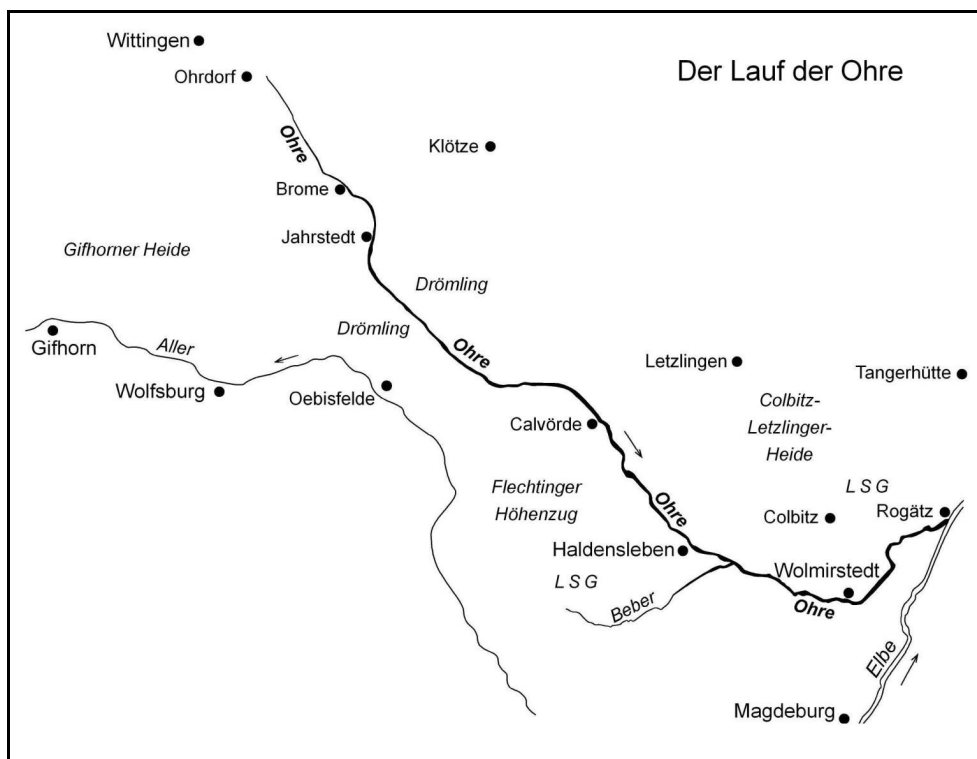 Wittingen
Ohrdorf
Der Lauf der Ohre
Ohre
Klötze
Brome
Jahrstedt
Gifhorner Heide
Drömling
Drömling
Gifhorn
Aller
Ohre
Letzlingen
Tangerhütte
Wolfsburg
Oebisfelde
Calvörde
Colbitz-
Letzlinger-
Heide
Flechtinger
Höhenzug
L S G
Ohre
Colbitz
Rogätz
Haldensleben
Wolmirstedt
L S G
Beber
Ohre
Elbe
Magdeburg